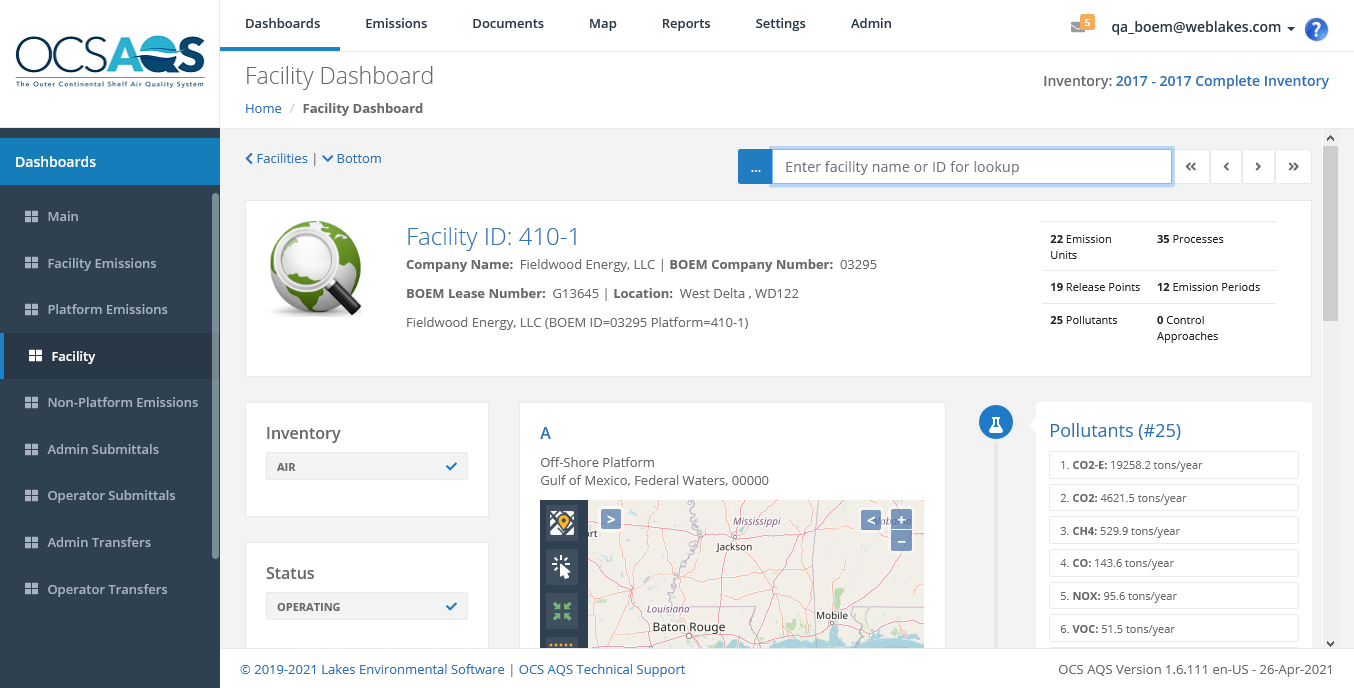 OCSAQS
The Outer Continental Shelf Air Quality System
Dashboards
Emissions
Documents
Map
Reports
Settings
Admin
5
qa_boem@weblakes.com
?
Facility Dashboard
Home / Facility Dashboard
Inventory: 2017 - 2017 Complete Inventory
Dashboards
Main
Facility Emissions
Platform Emissions
Facility
Non-Platform Emissions
Admin Submittals
Operator Submittals
Admin Transfers
Operator Transfers
Facilities | Bottom
...
Enter facility name or ID for lookup
Facility ID: 410-1
Company Name: Fieldwood Energy, LLC | BOEM Company Number: 03295
BOEM Lease Number: G13645 | Location: West Delta , WD122
Fieldwood Energy, LLC (BOEM ID=03295 Platform=410-1)
22 Emission
Units
35 Processes
19 Release Points
12 Emission Periods
25 Pollutants
0 Control
Approaches
Inventory
AIR
Status
OPERATING
A
Off-Shore Platform
Gulf of Mexico, Federal Waters, 00000
>
<
+
−
Mississippi
Jackson
Louisiana
Baton Rouge
Mobile
Pollutants (#25)
1. CO2-E: 19258.2 tons/year
2. CO2: 4621.5 tons/year
3. CH4: 529.9 tons/year
4. CO: 143.6 tons/year
5. NOX: 95.6 tons/year
6. VOC: 51.5 tons/year
© 2019-2021 Lakes Environmental Software | OCS AQS Technical Support
OCS AQS Version 1.6.111 en-US - 26-Apr-2021